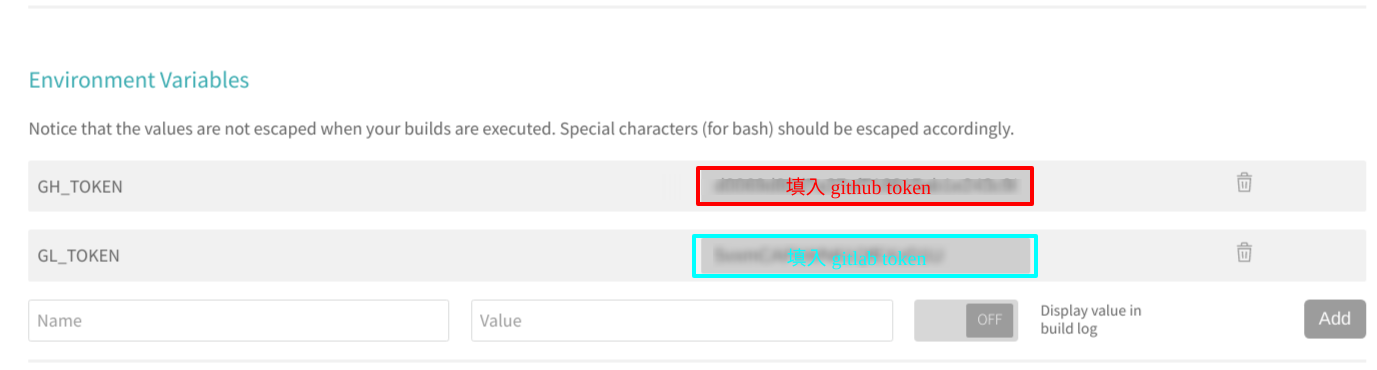 Environment Variables
Notice that the values are not escaped when your builds are executed. Special characters (for bash) should be escaped accordingly.
GH_TOKEN 填入 github token
GL_TOKEN 填入 gitlab token
Name Value OFF Display value in build log Add